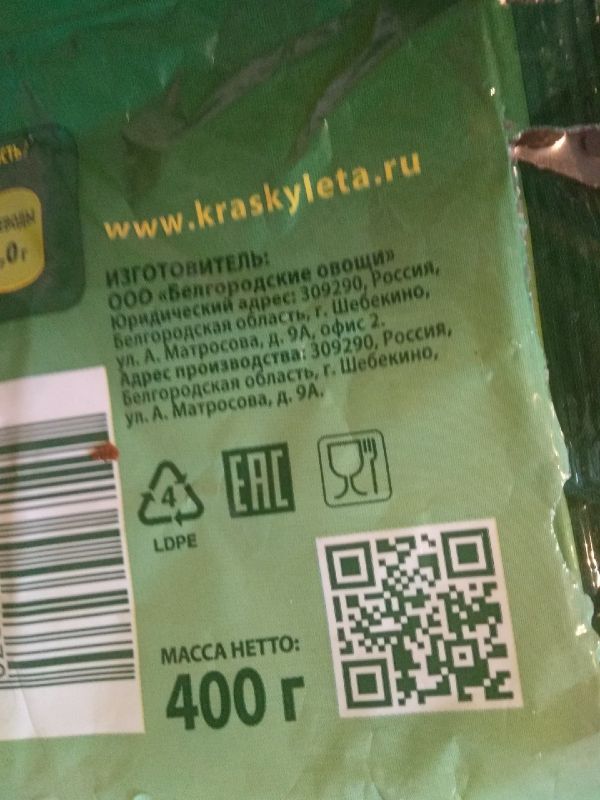 www.kraskyleta.ru
ИЗГОТОВИТЕЛЬ:
ООО «Белгородские овощи»
Юридический адрес: 309290, Россия,
Белгородская область, г. Шебекино,
ул. А. Матросова, д. 9А, офис 2.
Адрес производства: 309290, Россия,
Белгородская область, г. Шебекино,
ул. А. Матросова, д. 9А.
4
LDPE
EAC
МАССА НЕТТО:
400 г